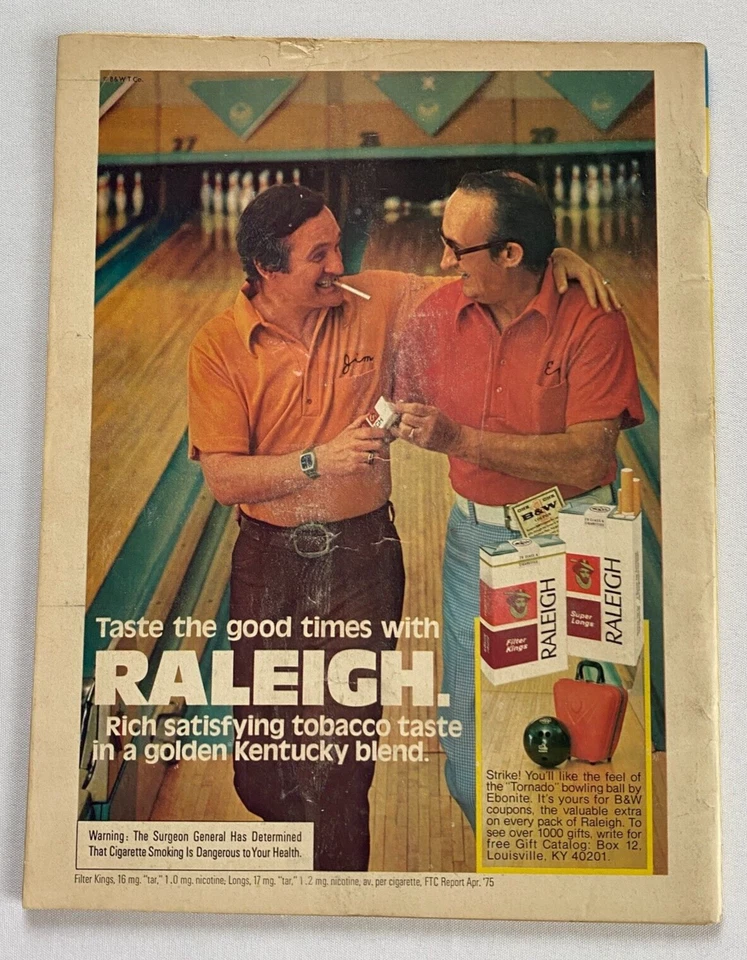 © B&W T Co.
27
28
29
Jim
B&W
Taste the good times with
RALEIGH.
Rich satisfying tobacco taste
in a golden Kentucky blend.
RALEIGH
Filter
Kings
RALEIGH
Super
Longs
Strike! You'll like the feel of
the "Tornado" bowling ball by
Ebonite. It's yours for B&W
coupons, the valuable extra
on every pack of Raleigh. To
see over 1000 gifts, write for
free Gift Catalog: Box 12,
Louisville, KY 40201.
Warning: The Surgeon General Has Determined
That Cigarette Smoking Is Dangerous to Your Health.
Filter Kings, 16 mg. "tar," 1.0 mg. nicotine; Longs, 17 mg. "tar," 1.2 mg. nicotine, av. per cigarette, FTC Report Apr. '75